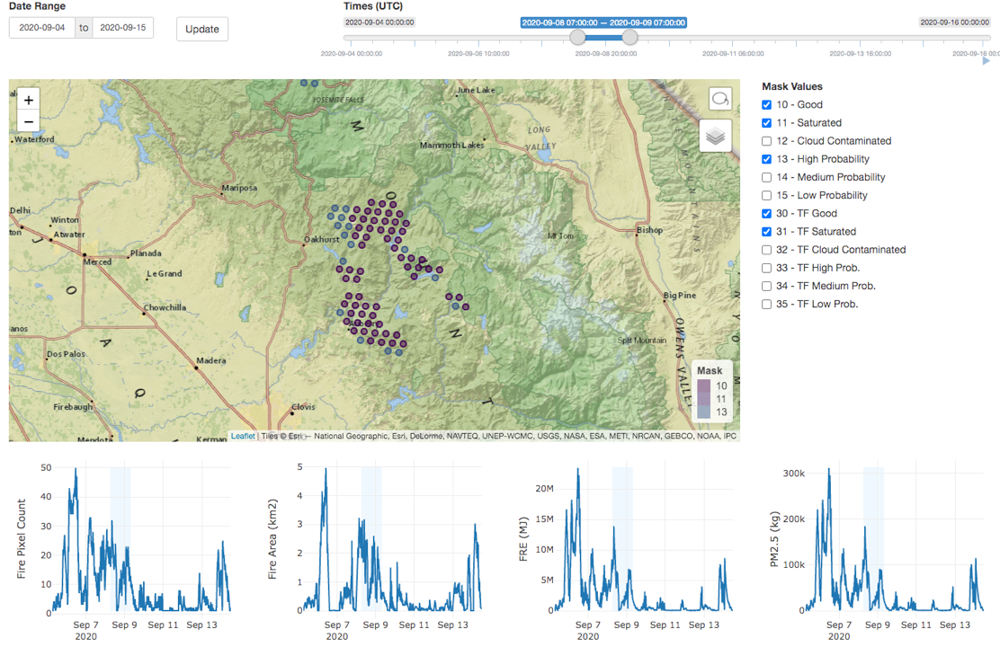 Date Range
2020-09-04 to 2020-09-15
Update
Times (UTC)
2020-09-04 00:00:00
2020-09-08 07:00:00 — 2020-09-09 07:00:00
2020-09-16 00:00:00
2020-09-04 00:00:00
2020-09-06 10:00:00
2020-09-08 20:00:00
2020-09-11 06:00:00
2020-09-13 16:00:00
2020-09-16 00:
+
−
YOSEMITE FALLS
June Lake
LONG
VALLEY
Mammoth Lakes
Waterford
Mariposa
Delhi
Winton
ton
Atwater
Planada
Merced
Le Grand
Oakhurst
Mt Tom
Bishop
Chowchilla
Big Pine
anos
Dos Palos
Madera
Split Mountain
OWENS VALLEY
Firebaugh
Clovis
Mendota
Kerman
Mask
10
11
13
Leaflet | Tiles © Esri — National Geographic, Esri, DeLorme, NAVTEQ, UNEP-WCMC, USGS, NASA, ESA, METI, NRCAN, GEBCO, NOAA, iPC
Mask Values
10 - Good
11 - Saturated
12 - Cloud Contaminated
13 - High Probability
14 - Medium Probability
15 - Low Probability
30 - TF Good
31 - TF Saturated
32 - TF Cloud Contaminated
33 - TF High Prob.
34 - TF Medium Prob.
35 - TF Low Prob.
Fire Pixel Count
50
40
30
20
10
0
Sep 7
2020
Sep 9
Sep 11
Sep 13
Fire Area (km2)
5
4
3
2
1
0
Sep 7
2020
Sep 9
Sep 11
Sep 13
FRE (MJ)
20M
15M
10M
5M
0
Sep 7
2020
Sep 9
Sep 11
Sep 13
PM2.5 (kg)
300k
200k
100k
0
Sep 7
2020
Sep 9
Sep 11
Sep 13